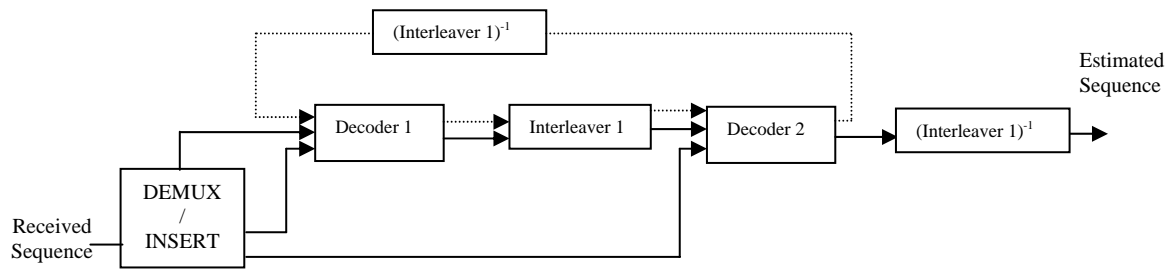 (Interleaver 1)-1
Estimated
Sequence
Decoder 1
Interleaver 1
Decoder 2
(Interleaver 1)-1
DEMUX
/
INSERT
Received
Sequence